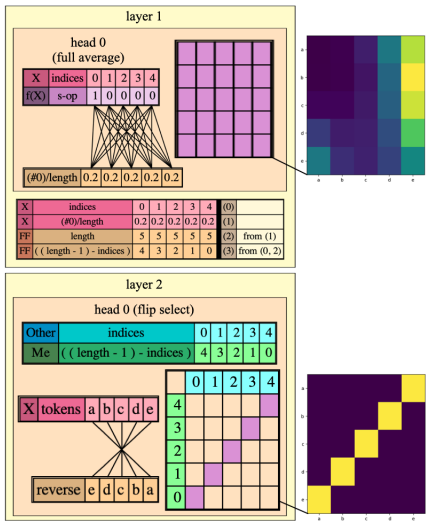 layer 1
head 0
(full average)
X indices 0 1 2 3 4
f(X) s-op 1 0 0 0 0
(#0)/length 0.2 0.2 0.2 0.2 0.2
a
b
c
d
e
a b c d e
X indices 0 1 2 3 4 (0)
X (#0)/length 0.2 0.2 0.2 0.2 0.2 (1)
FF length 5 5 5 5 5 (2) from (1)
FF (( length - 1 ) - indices ) 4 3 2 1 0 (3) from (0, 2)
layer 2
head 0 (flip select)
Other indices 0 1 2 3 4
Me (( length - 1 ) - indices ) 4 3 2 1 0
0 1 2 3 4
4
3
2
1
0
X tokens a b c d e
reverse e d c b a
a
b
c
d
e
a b c d e